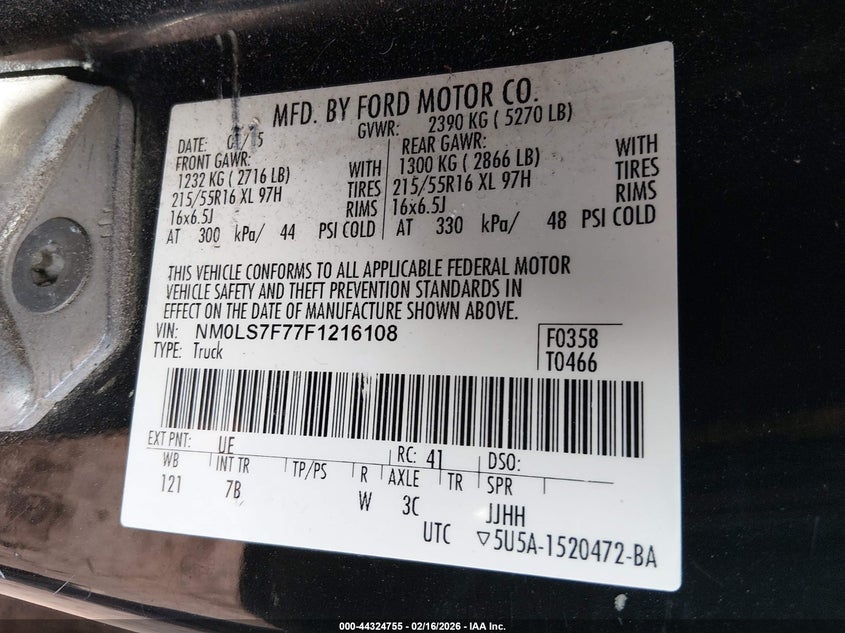 MFD. BY FORD MOTOR CO.
DATE: 01/15
GVWR: 2390 KG ( 5270 LB)
FRONT GAWR:
1232 KG ( 2716 LB) WITH
215/55R16 XL 97H TIRES
16x6.5J RIMS
AT 300 kPa/ 44 PSI COLD
REAR GAWR:
1300 KG ( 2866 LB) WITH
215/55R16 XL 97H TIRES
16x6.5J RIMS
AT 330 kPa/ 48 PSI COLD
THIS VEHICLE CONFORMS TO ALL APPLICABLE FEDERAL MOTOR
VEHICLE SAFETY AND THEFT PREVENTION STANDARDS IN
EFFECT ON THE DATE OF MANUFACTURE SHOWN ABOVE.
VIN: NM0LS7F77F1216108
TYPE: Truck
F0358
T0466
EXT PNT: UE RC: 41 DSO:
WB INT TR TP/PS R AXLE TR SPR
121 7B W 3C JJHH
UTC ▽5U5A-1520472-BA
000-44324755 - 02/16/2026 - IAA Inc.